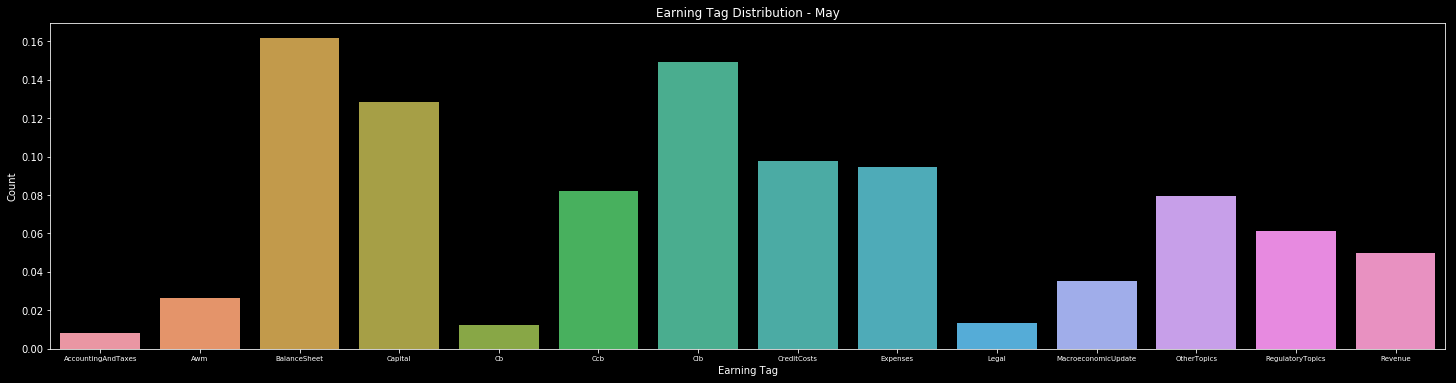 Earning Tag Distribution - May
Count
0.16
0.14
0.12
0.10
0.08
0.06
0.04
0.02
0.00
AccountingAndTaxes Awm BalanceSheet Capital Cb Ccb Cib CreditCosts Expenses Legal MacroeconomicUpdate OtherTopics RegulatoryTopics Revenue
Earning Tag